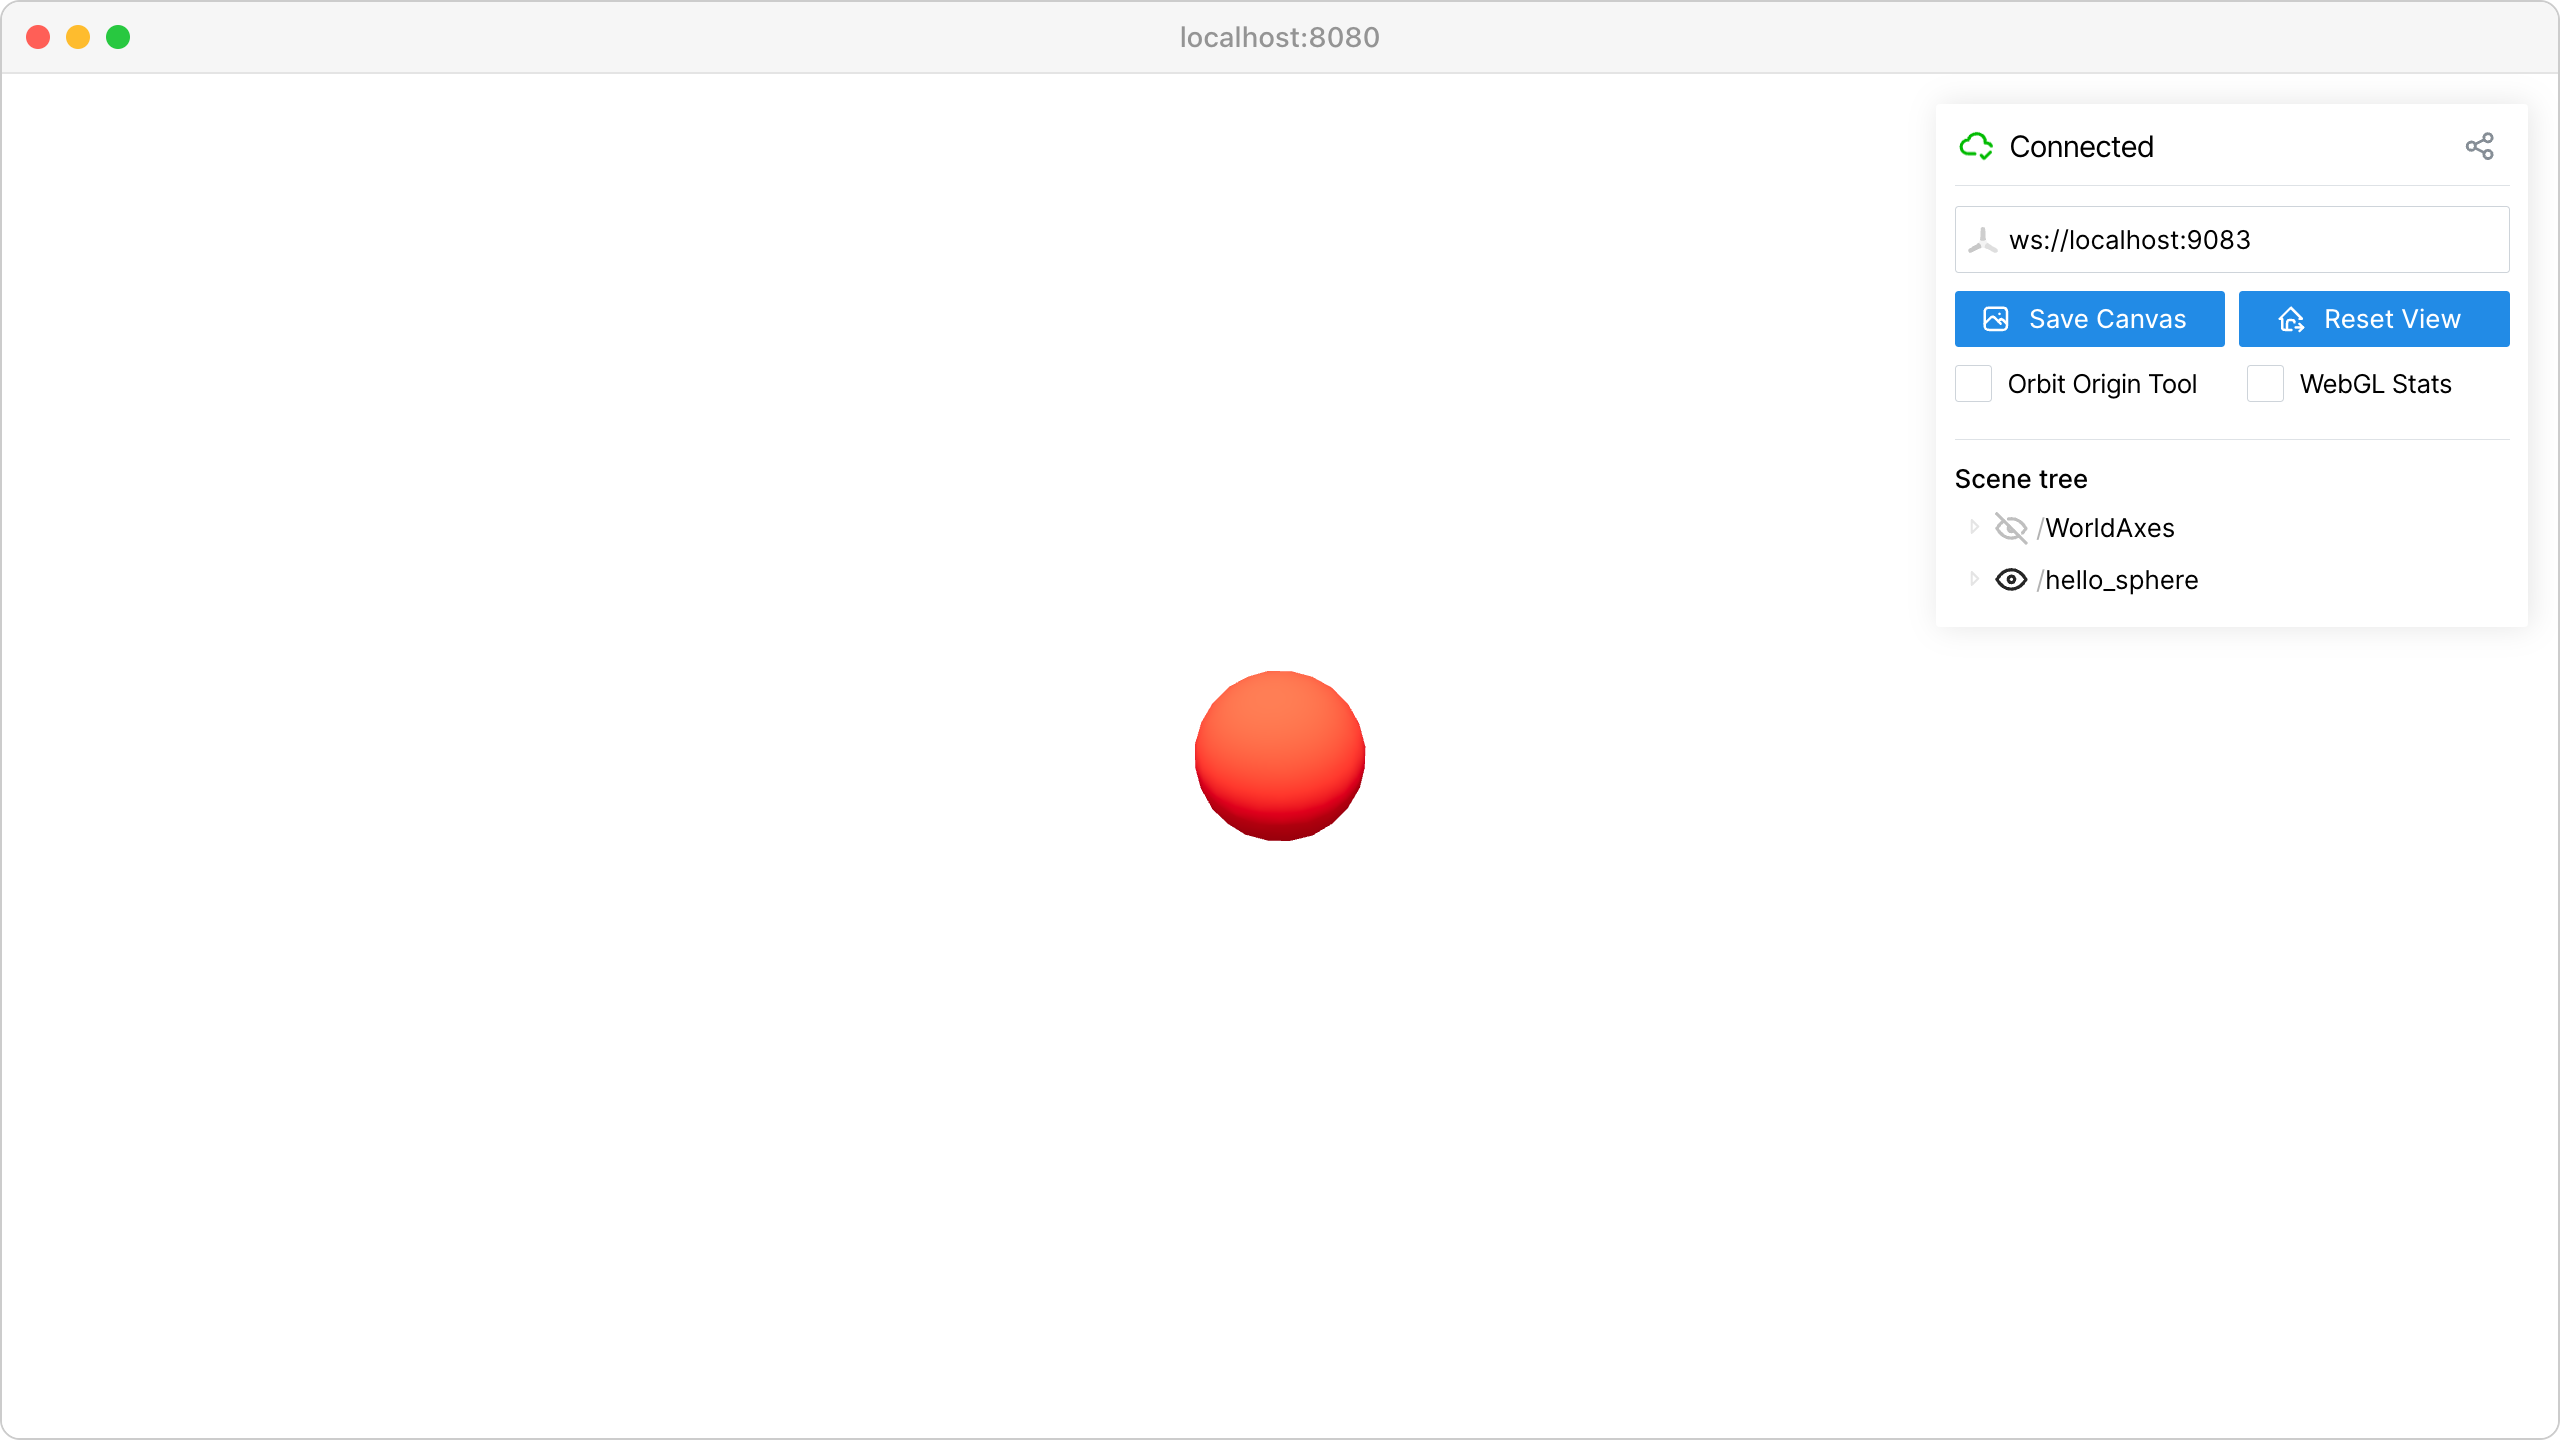 localhost:8080
Connected
ws://localhost:9083
Save Canvas
Reset View
Orbit Origin Tool
WebGL Stats
Scene tree
/WorldAxes
/hello_sphere